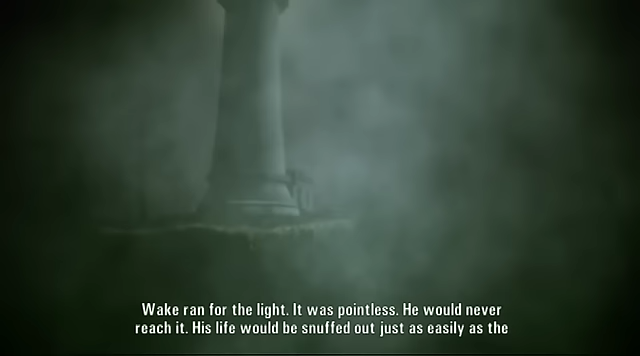 Wake ran for the light. It was pointless. He would never
reach it. His life would be snuffed out just as easily as the